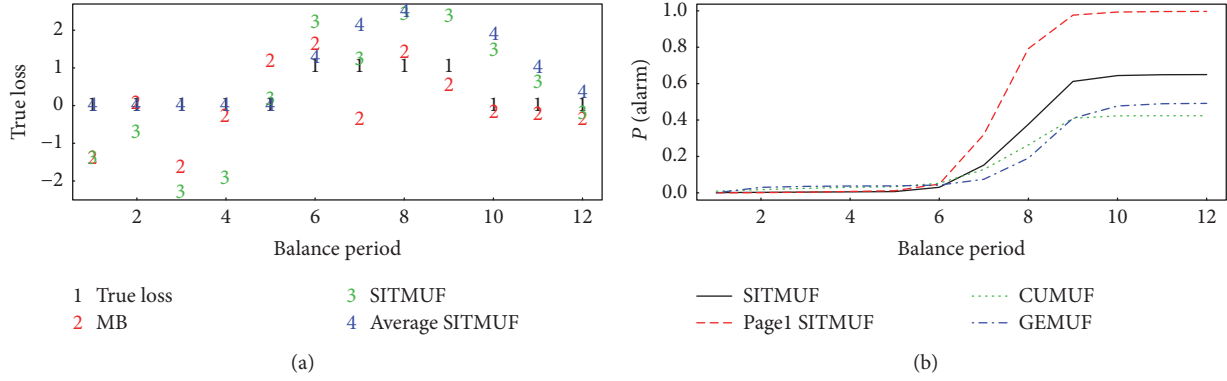 2
1
0
−1
−2
True loss
2
4
6
8
10
12
Balance period
1 True loss
2 MB
3 SITMUF
4 Average SITMUF
(a)
1.0
0.8
0.6
0.4
0.2
0.0
P (alarm)
2
4
6
8
10
12
Balance period
SITMUF
Page1 SITMUF
CUMUF
GEMUF
(b)